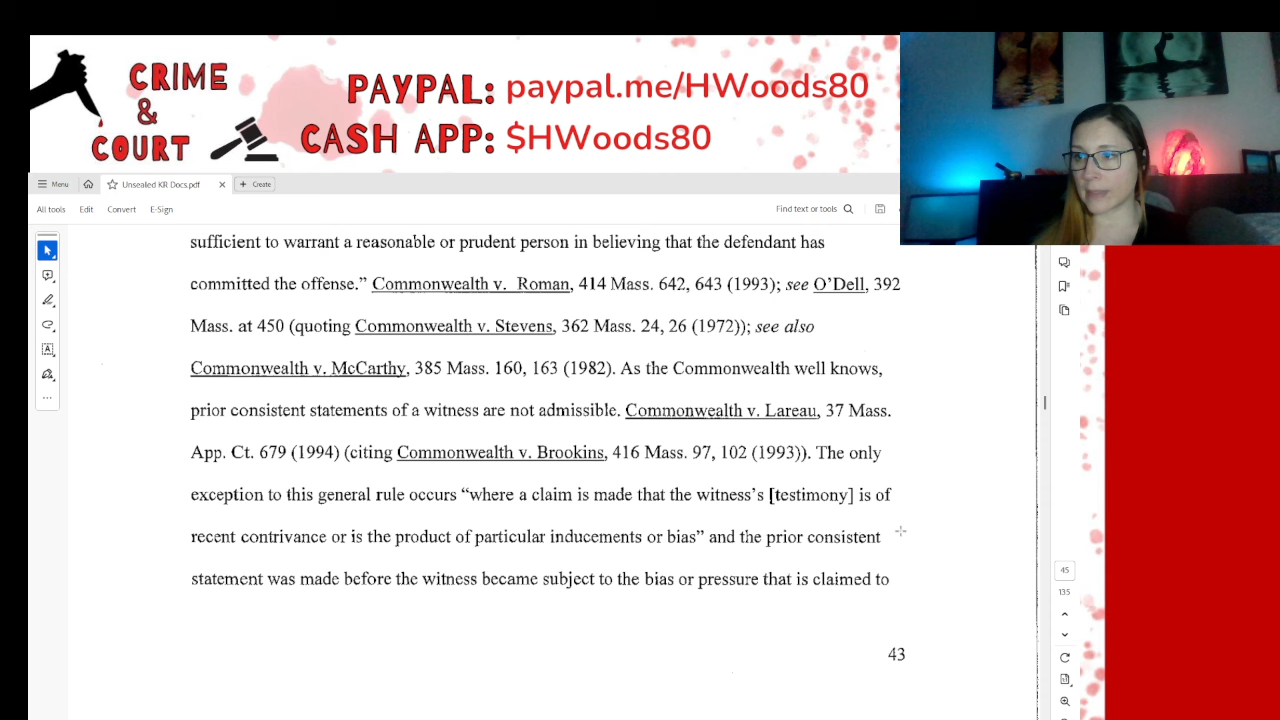 CRIME
&
COURT
PAYPAL: paypal.me/HWoods80
CASH APP: $HWoods80
Menu
Unsealed KR Docs.pdf
Create
All tools
Edit
Convert
E-Sign
Find text or tools
sufficient to warrant a reasonable or prudent person in believing that the defendant has
committed the offense.” Commonwealth v. Roman, 414 Mass. 642, 643 (1993); see O’Dell, 392
Mass. at 450 (quoting Commonwealth v. Stevens, 362 Mass. 24, 26 (1972)); see also
Commonwealth v. McCarthy, 385 Mass. 160, 163 (1982). As the Commonwealth well knows,
prior consistent statements of a witness are not admissible. Commonwealth v. Lareau, 37 Mass.
App. Ct. 679 (1994) (citing Commonwealth v. Brookins, 416 Mass. 97, 102 (1993)). The only
exception to this general rule occurs “where a claim is made that the witness’s [testimony] is of
recent contrivance or is the product of particular inducements or bias” and the prior consistent
statement was made before the witness became subject to the bias or pressure that is claimed to
43
45
135